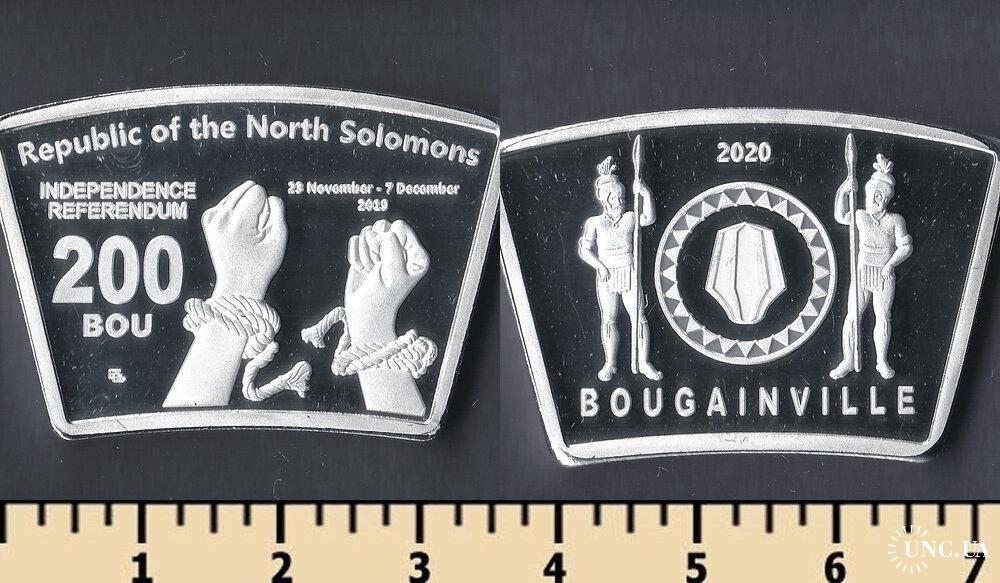 Republic of the North Solomons
INDEPENDENCE
REFERENDUM
23 November - 7 December
2019
200
BOU
2020
BOUGAINVILLE
1 2 3 4 5 6 7
UNC.UA